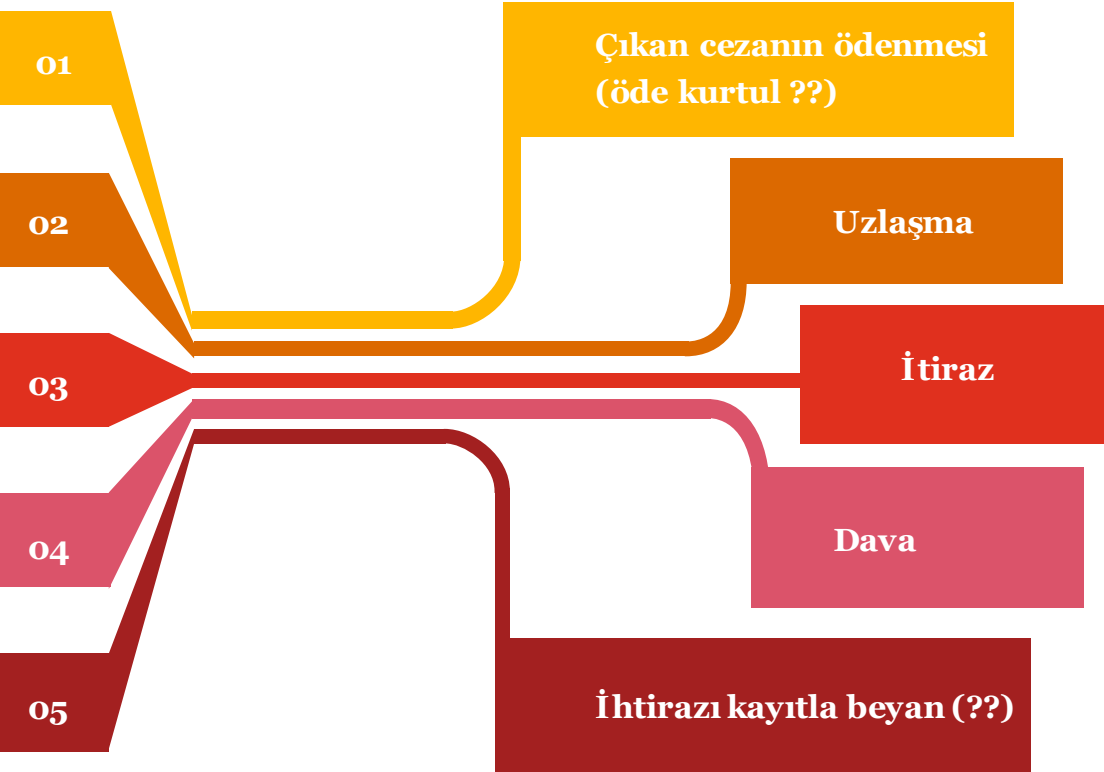 01
Çıkan cezanın ödenmesi
(öde kurtul ??)
02
Uzlaşma
03
İtiraz
04
Dava
05
İhtirazı kayıtla beyan (??)